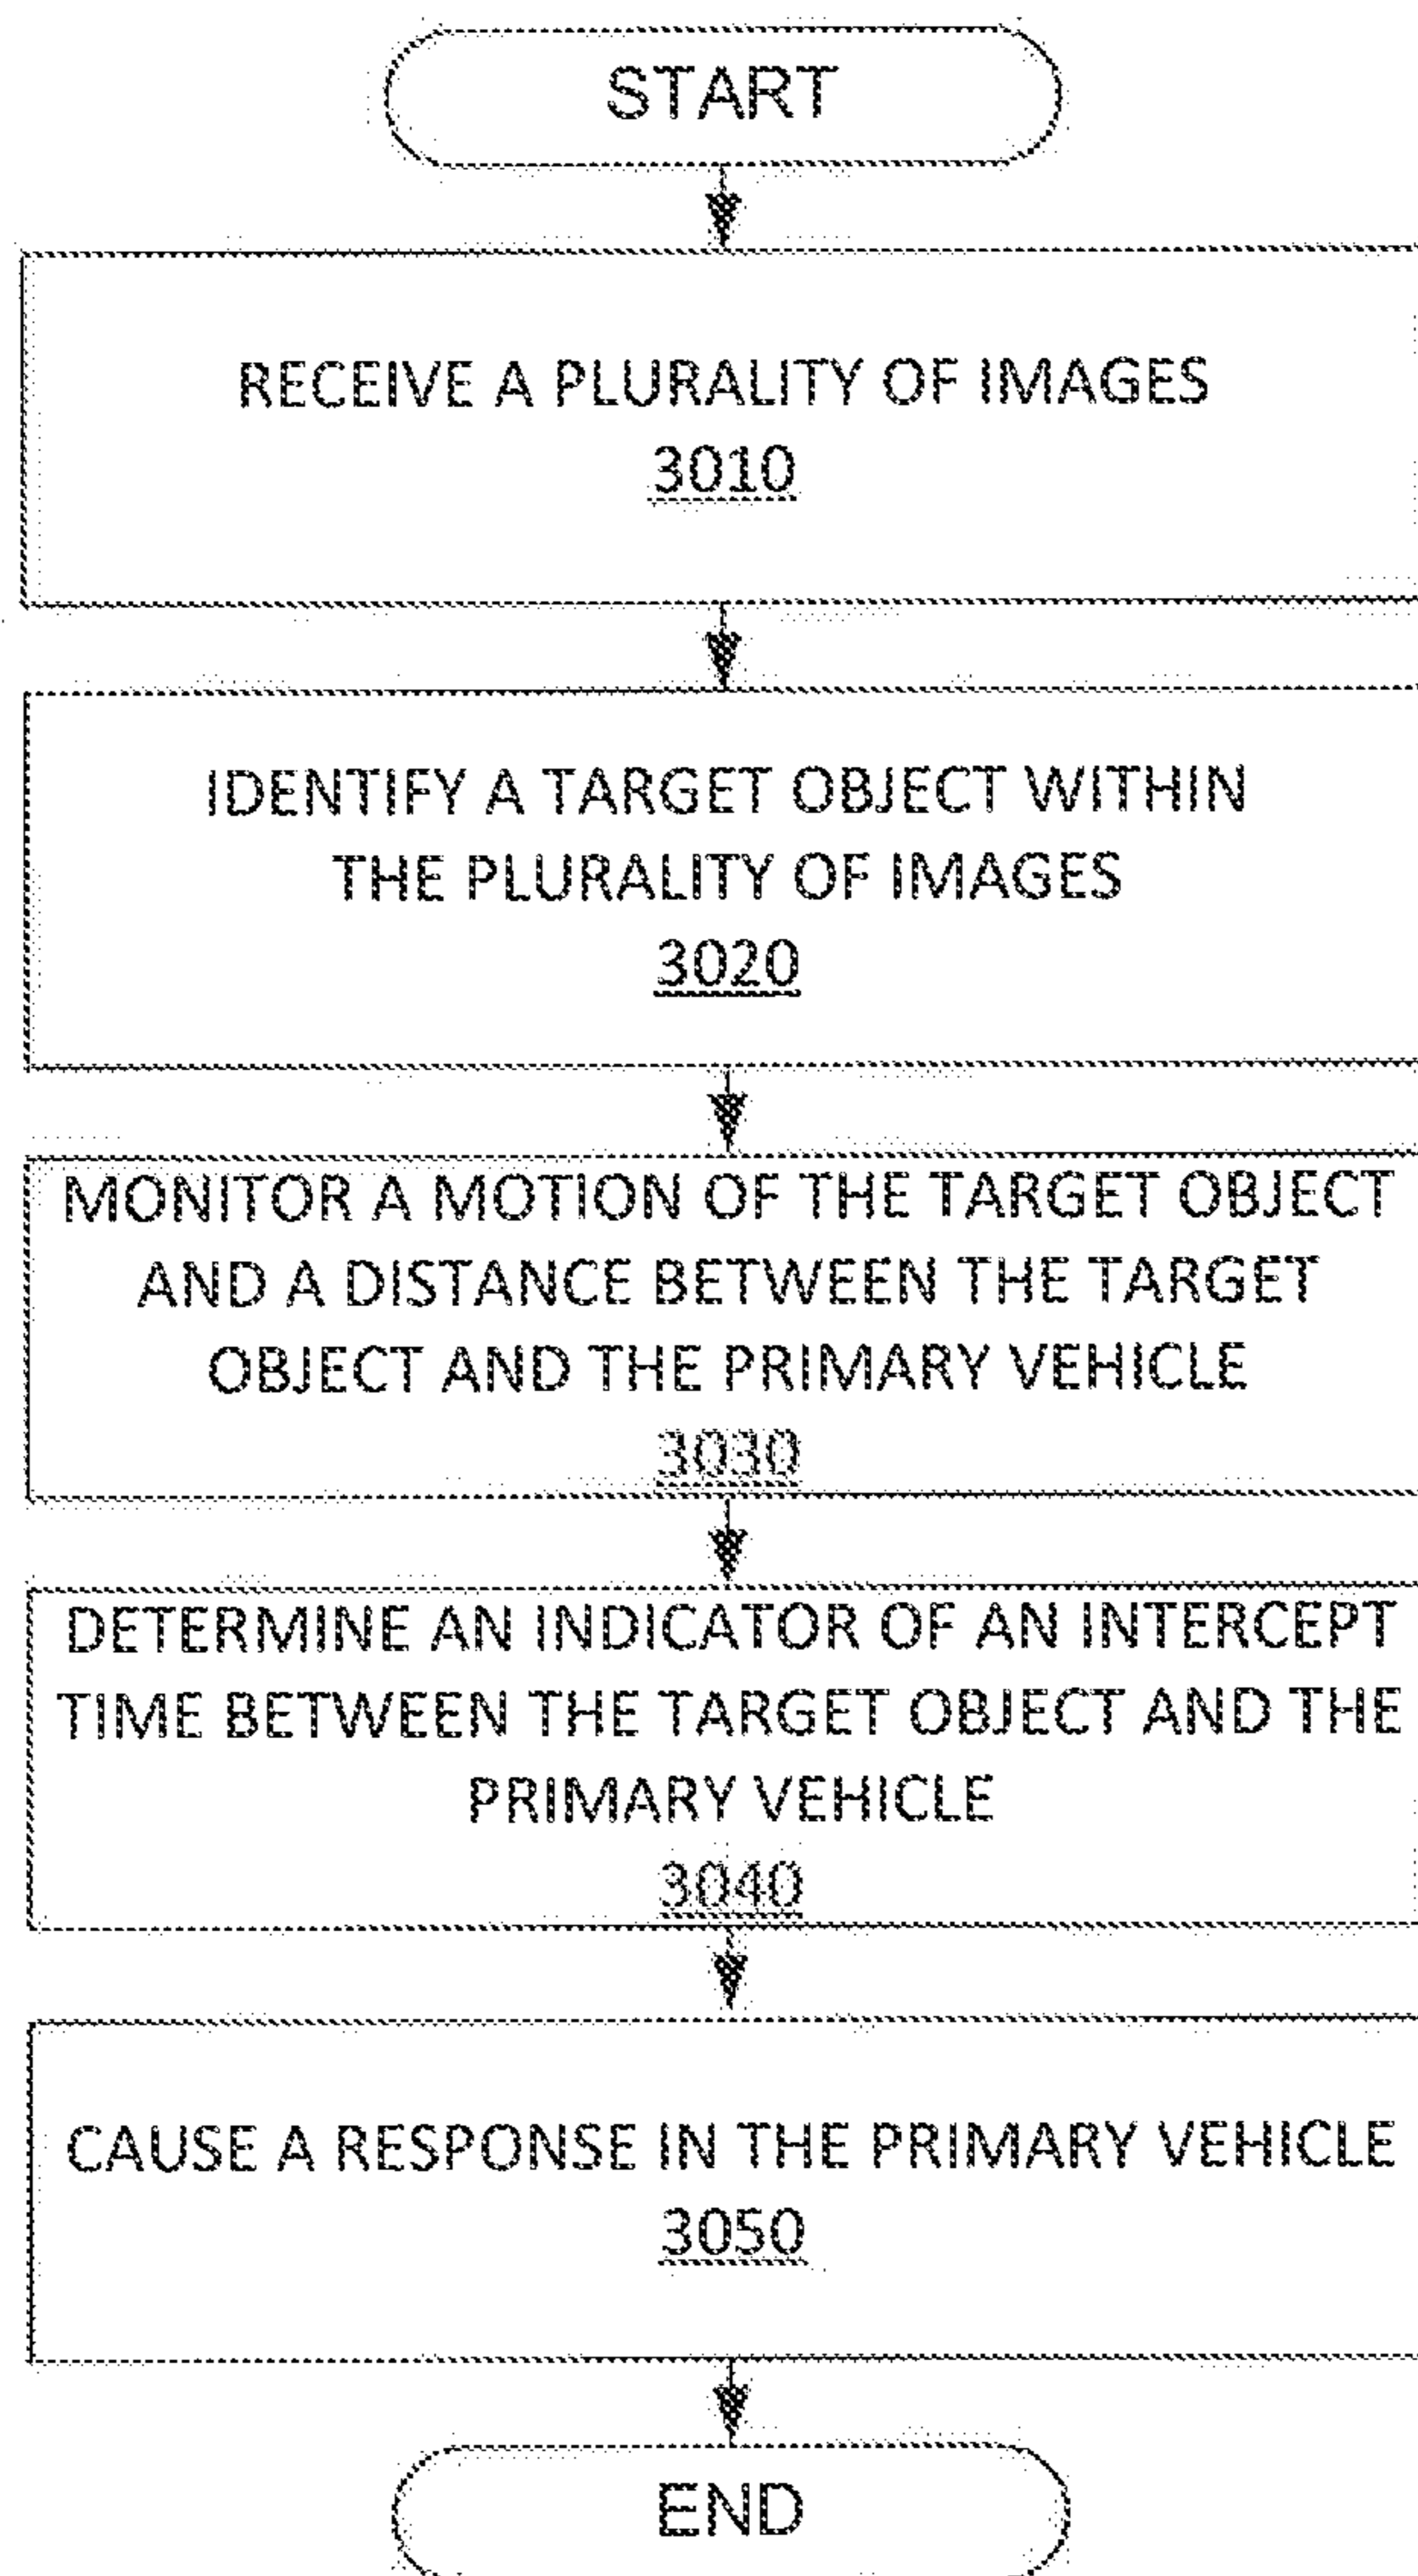 START
RECEIVE A PLURALITY OF IMAGES
3010
IDENTIFY A TARGET OBJECT WITHIN
THE PLURALITY OF IMAGES
3020
MONITOR A MOTION OF THE TARGET OBJECT
AND A DISTANCE BETWEEN THE TARGET
OBJECT AND THE PRIMARY VEHICLE
3030
DETERMINE AN INDICATOR OF AN INTERCEPT
TIME BETWEEN THE TARGET OBJECT AND THE
PRIMARY VEHICLE
3040
CAUSE A RESPONSE IN THE PRIMARY VEHICLE
3050
END